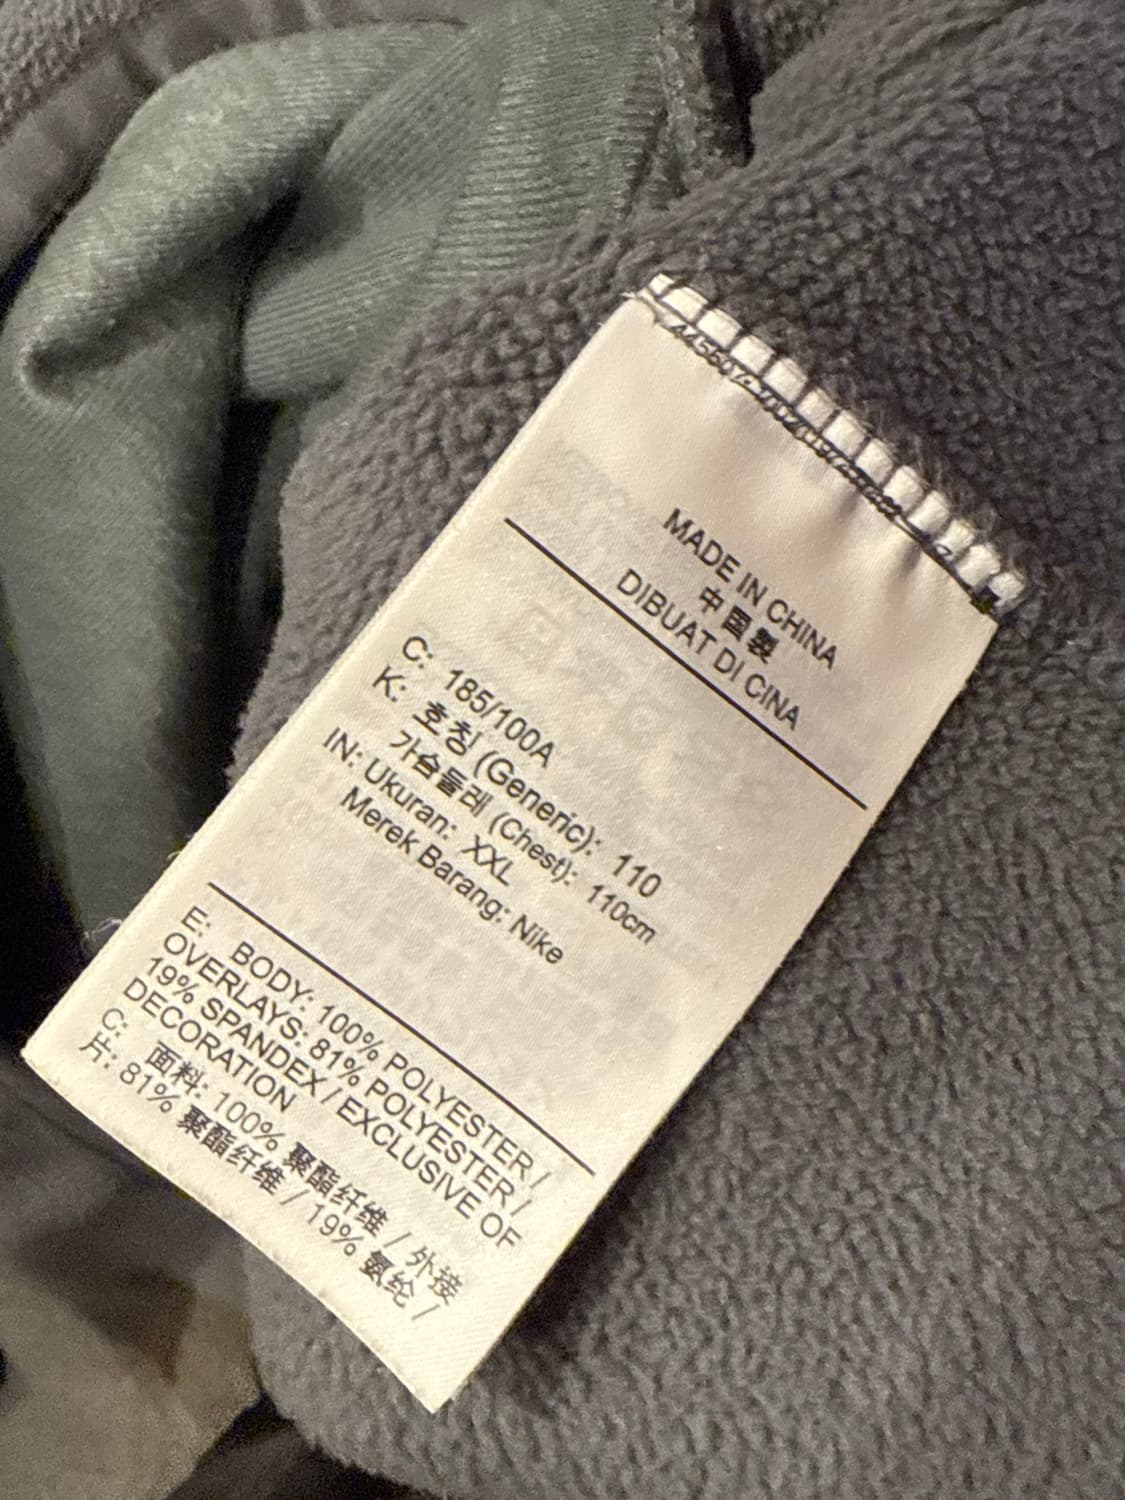 MADE IN CHINA
中国製
DIBUAT DI CINA
C: 185/100A
K: 호칭 (Generic): 110
가슴둘레 (Chest): 110cm
IN: Ukuran: XXL
Merek Barang: Nike
E: BODY: 100% POLYESTER /
OVERLAYS: 81% POLYESTER /
19% SPANDEX / EXCLUSIVE OF
DECORATION
C: 面料: 100% 聚酯纤维 / 外接
片: 81% 聚酯纤维 / 19% 氨纶 /